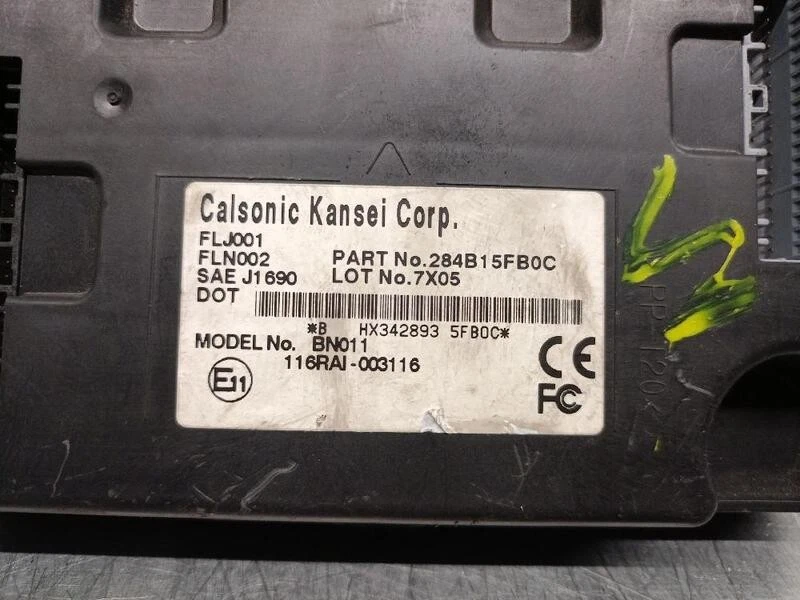 Calsonic Kansei Corp.
FLJ001
FLN002 PART No.284B15FB0C
SAE J1690 LOT No.7X05
DOT
*B HX342893 5FB0C*
MODEL No. BN011
116RAI-003116
E11
CE
FC